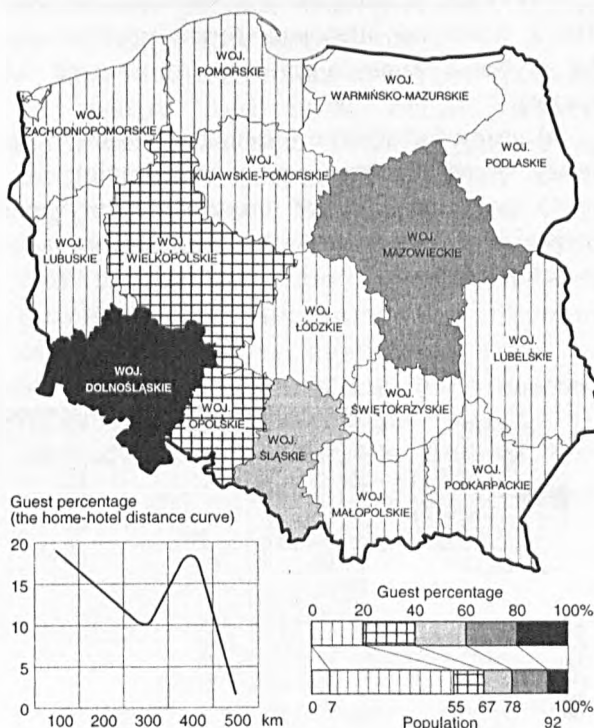 WOJ.
POMORSKIE
WOJ.
WARMIŃSKO-MAZURSKIE
WOJ.
ZACHODNIOPOMORSKIE
WOJ.
PODLASKIE
WOJ.
KUJAWSKIE-POMORSKIE
WOJ.
MAZOWIECKIE
WOJ.
LUBUSKIE
WOJ.
WIELKOPOLSKIE
WOJ.
ŁÓDZKIE
WOJ.
LUBELSKIE
WOJ.
DOLNOŚLĄSKIE
WOJ.
OPOLSKIE
WOJ.
ŚWIĘTOKRZYSKIE
WOJ.
ŚLĄSKIE
WOJ.
PODKARPACKIE
WOJ.
MAŁOPOLSKIE
Guest percentage
(the home-hotel distance curve)
20
15
10
5
0
100 200 300 400 500 km
Guest percentage
0 20 40 60 80 100%
0 7 55 67 78 100%
Population 92